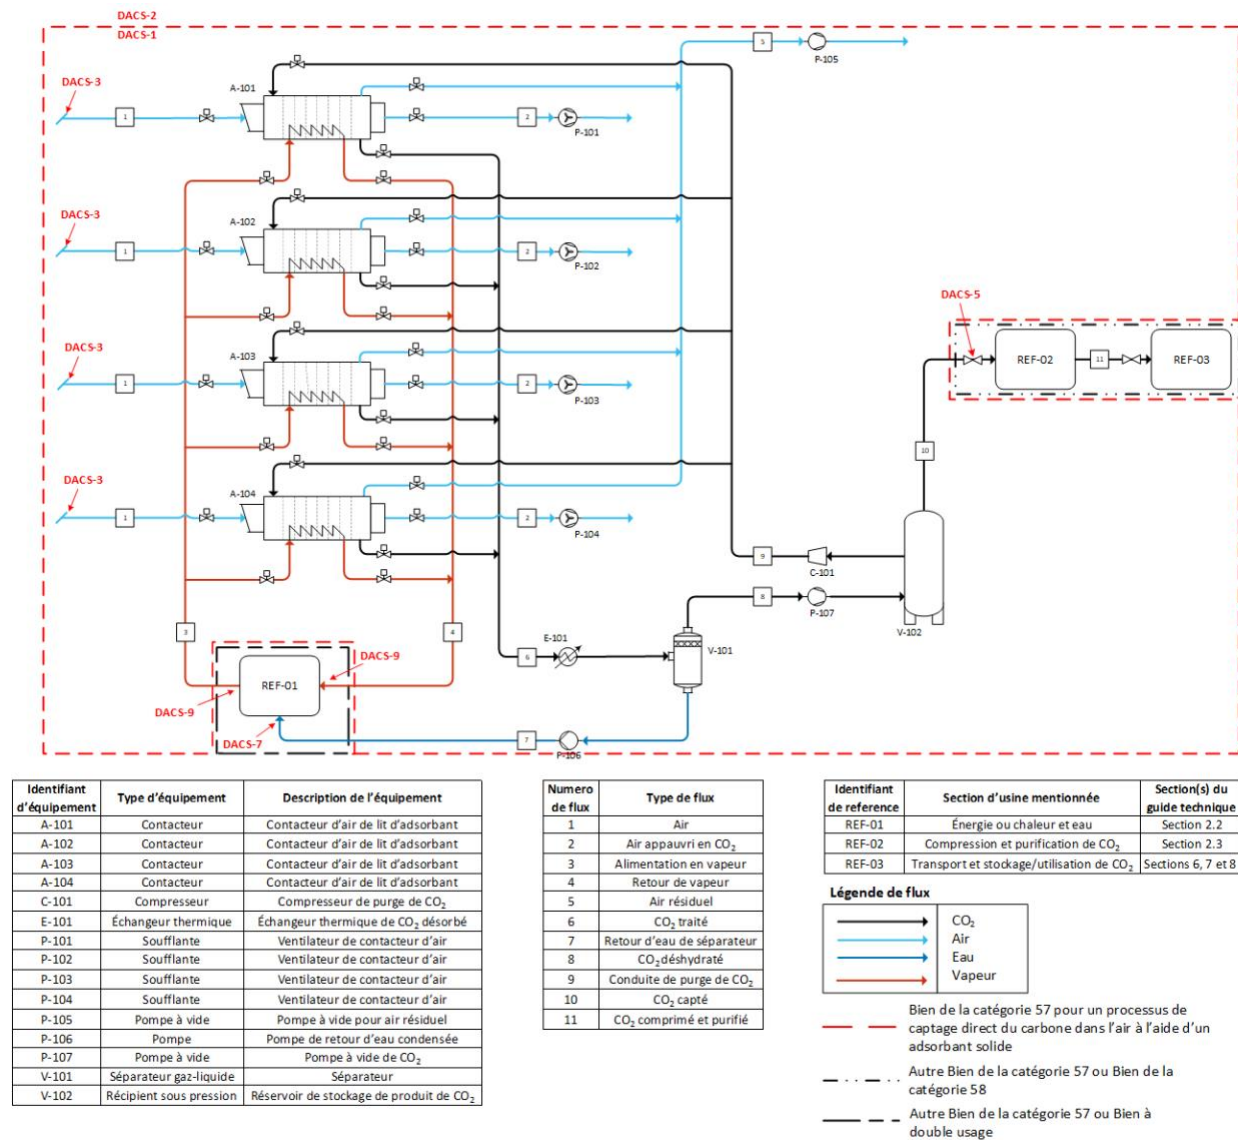 DACS-2
DACS-1
5
P-105
DACS-3
A-101
1
2
P-101
DACS-3
A-102
1
2
P-102
DACS-5
DACS-3
A-103
REF-02
11
REF-03
1
2
P-103
10
DACS-3
A-104
1
2
P-104
9
C-101
8
P-107
V-102
3
4
E-101
6
V-101
DACS-9
REF-01
DACS-9
DACS-7
7
P-106
Identifiant d'équipement Type d'équipement Description de l'équipement
A-101 Contacteur Contacteur d'air de lit d'adsorbant
A-102 Contacteur Contacteur d'air de lit d'adsorbant
A-103 Contacteur Contacteur d'air de lit d'adsorbant
A-104 Contacteur Contacteur d'air de lit d'adsorbant
C-101 Compresseur Compresseur de purge de CO₂
E-101 Échangeur thermique Échangeur thermique de CO₂ désorbé
P-101 Soufflante Ventilateur de contacteur d'air
P-102 Soufflante Ventilateur de contacteur d'air
P-103 Soufflante Ventilateur de contacteur d'air
P-104 Soufflante Ventilateur de contacteur d'air
P-105 Pompe à vide Pompe à vide pour air résiduel
P-106 Pompe Pompe de retour d'eau condensée
P-107 Pompe à vide Pompe à vide de CO₂
V-101 Séparateur gaz-liquide Séparateur
V-102 Récipient sous pression Réservoir de stockage de produit de CO₂
Numero de flux Type de flux
1 Air
2 Air appauvri en CO₂
3 Alimentation en vapeur
4 Retour de vapeur
5 Air résiduel
6 CO₂ traité
7 Retour d'eau de séparateur
8 CO₂ déshydraté
9 Conduite de purge de CO₂
10 CO₂ capté
11 CO₂ comprimé et purifié
Identifiant de reference Section d'usine mentionnée Section(s) du guide technique
REF-01 Énergie ou chaleur et eau Section 2.2
REF-02 Compression et purification de CO₂ Section 2.3
REF-03 Transport et stockage/utilisation de CO₂ Sections 6, 7 et 8
Légende de flux
CO₂
Air
Eau
Vapeur
Bien de la catégorie 57 pour un processus de
captage direct du carbone dans l'air à l'aide d'un
adsorbant solide
Autre Bien de la catégorie 57 ou Bien de la
catégorie 58
Autre Bien de la catégorie 57 ou Bien à
double usage